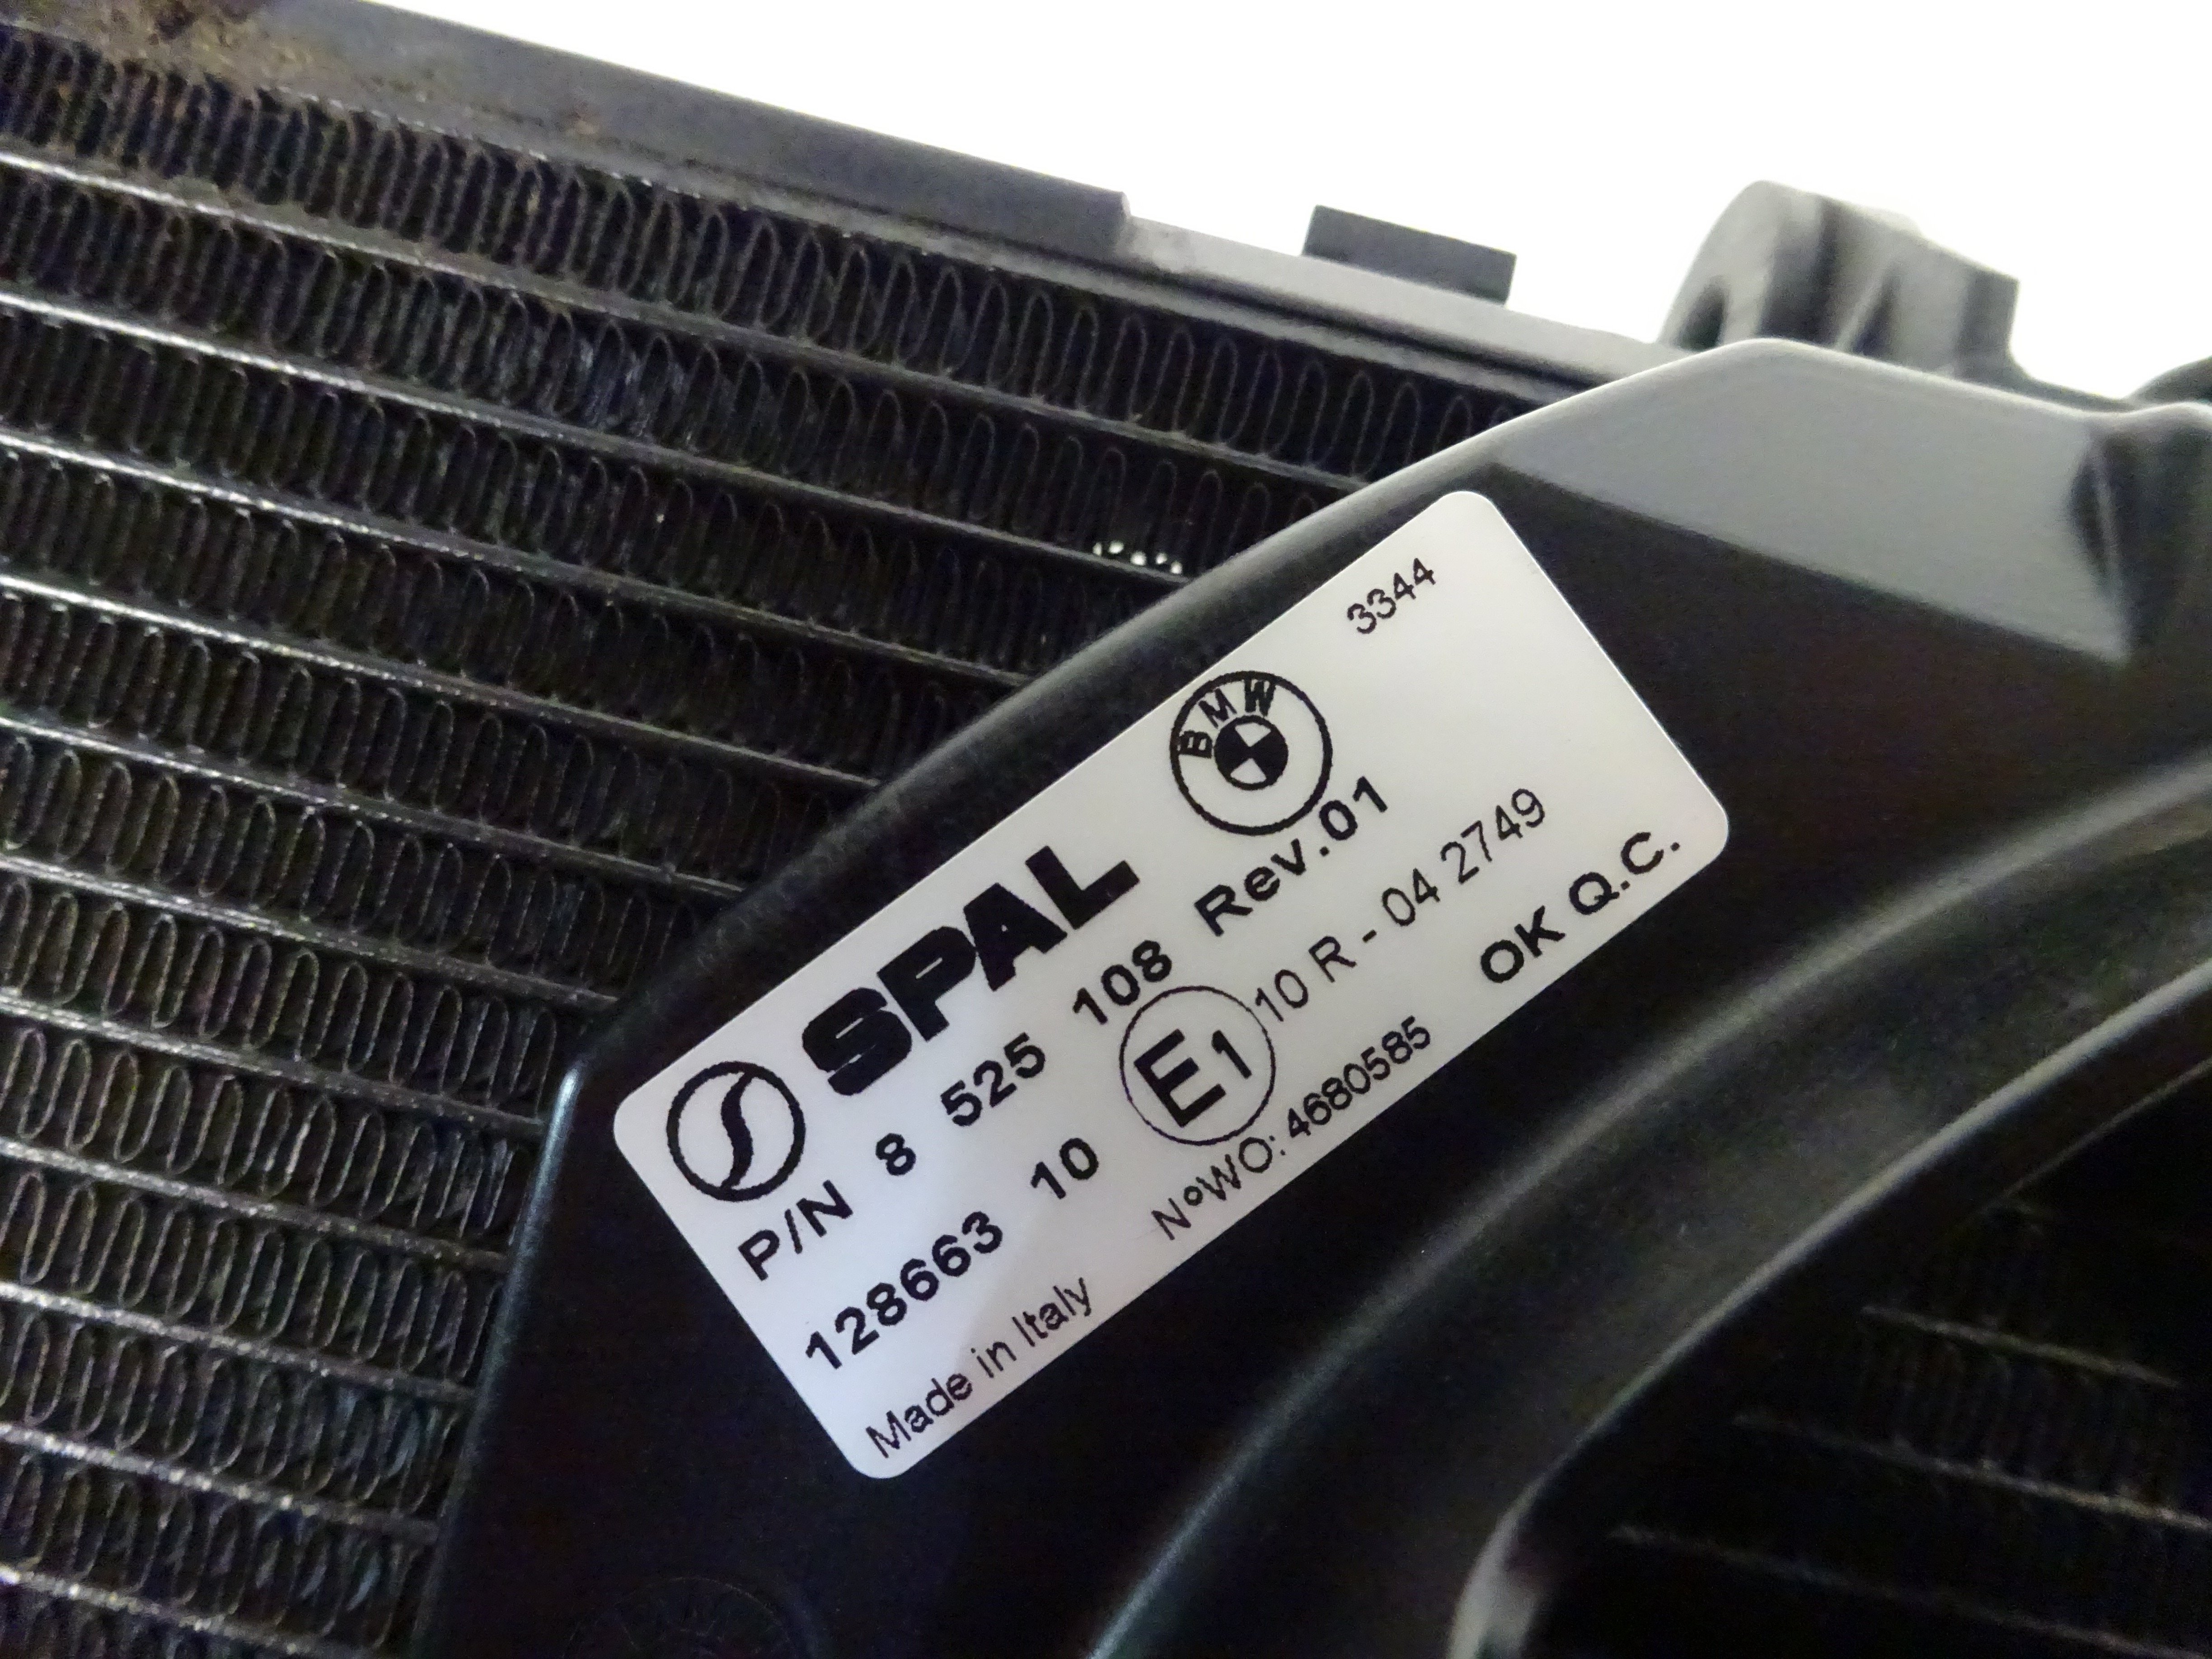 3344
BMW
SPAL
P/N 8 525 108 Rev.01
128663 10 E1 10 R - 04 2749
Made in Italy NºWO: 4680585 OK Q.C.